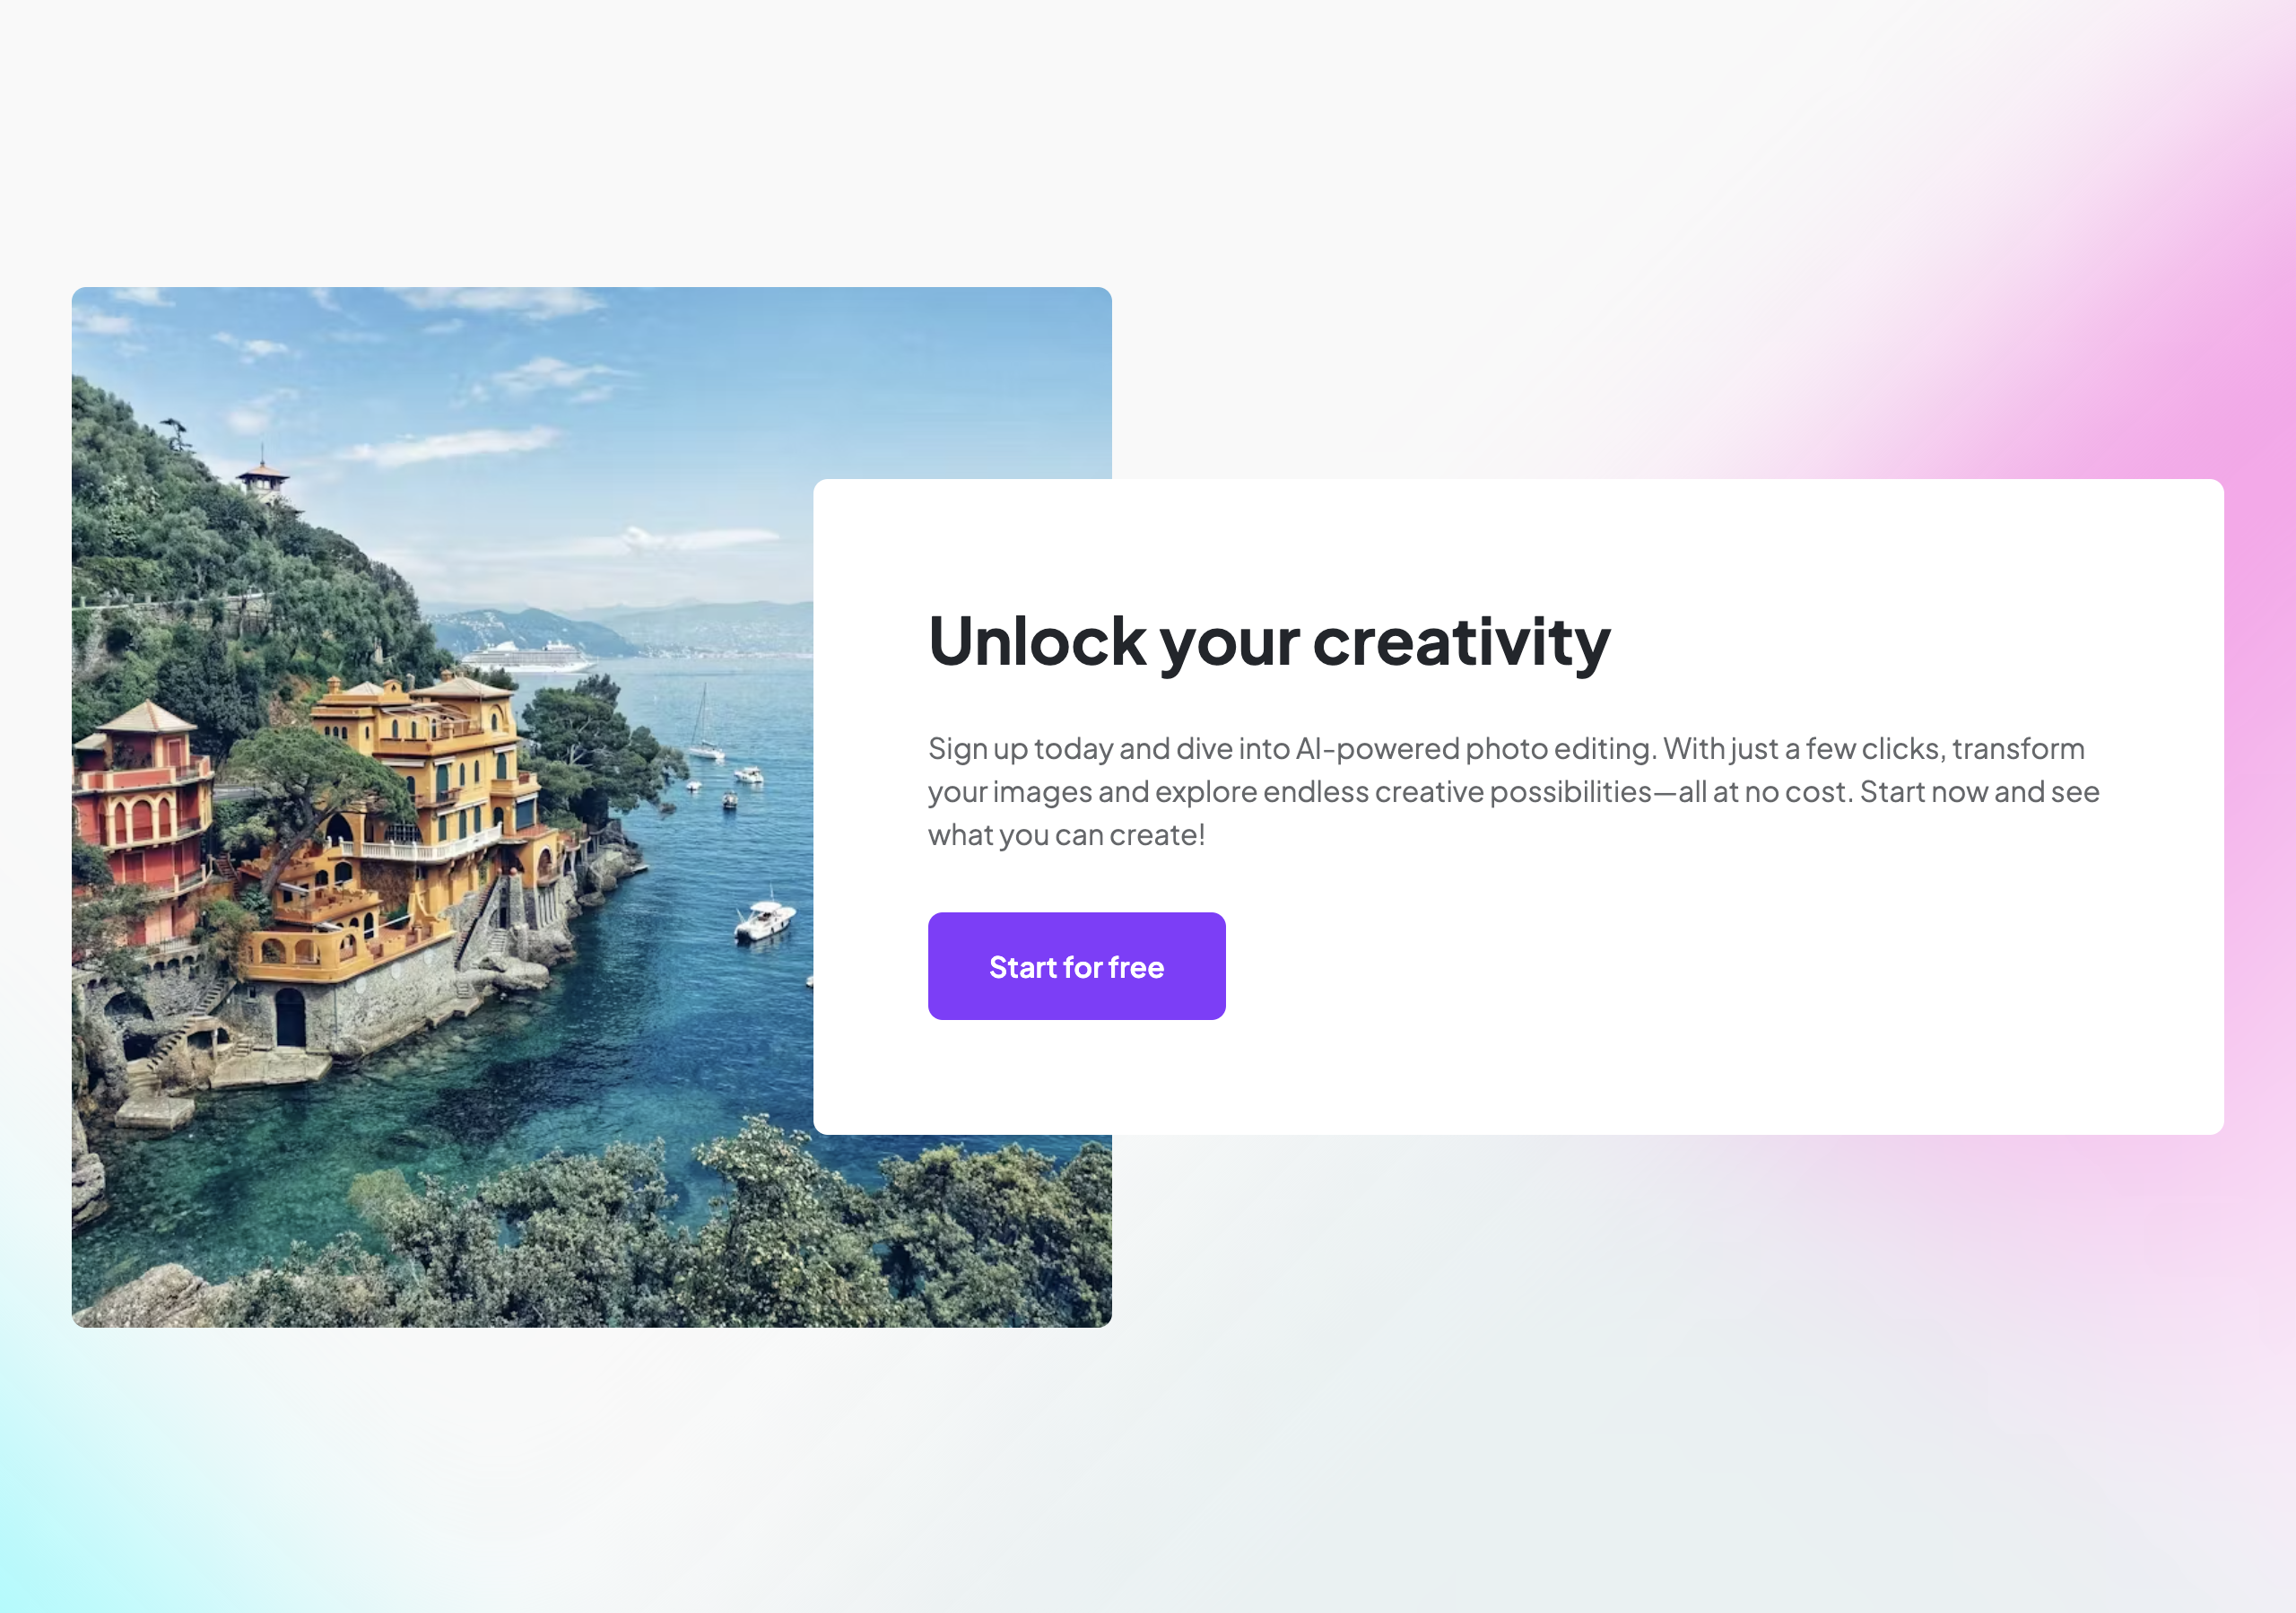 Unlock your creativity
Sign up today and dive into AI-powered photo editing. With just a few clicks, transform
your images and explore endless creative possibilities—all at no cost. Start now and see
what you can create!
Start for free